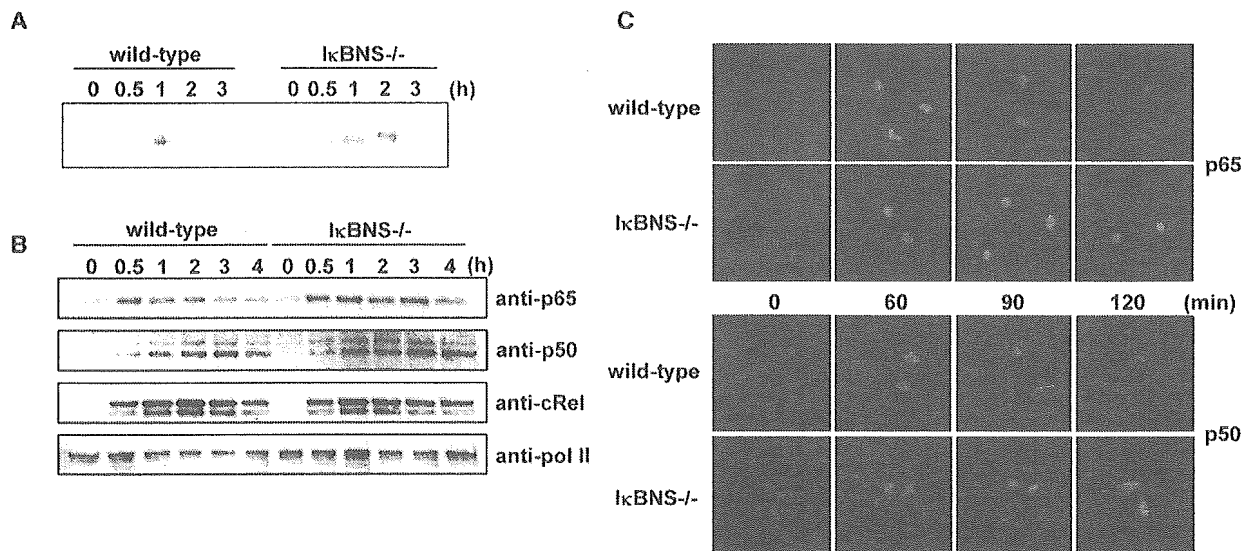 A
wild-type IκBNS-/-
0 0.5 1 2 3 0 0.5 1 2 3 (h)
B
wild-type IκBNS-/-
0 0.5 1 2 3 4 0 0.5 1 2 3 4 (h)
anti-p65
anti-p50
anti-cRel
anti-pol II
C
wild-type
p65
IκBNS-/-
0 60 90 120 (min)
wild-type
p50
IκBNS-/-